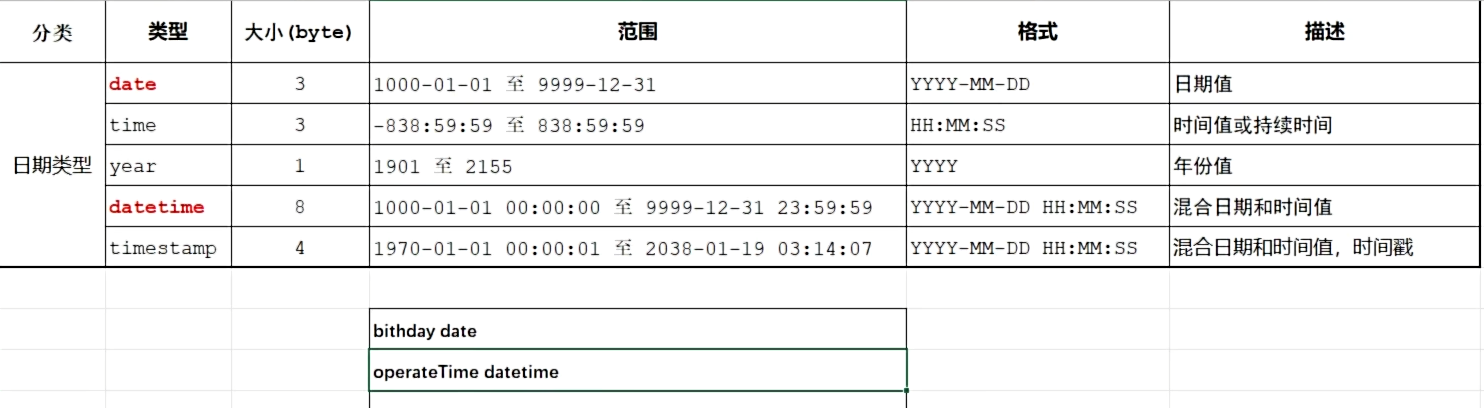 分类 类型 大小(byte) 范围 格式 描述
date 3 1000-01-01 至 9999-12-31 YYYY-MM-DD 日期值
time 3 -838:59:59 至 838:59:59 HH:MM:SS 时间值或持续时间
日期类型 year 1 1901 至 2155 YYYY 年份值
datetime 8 1000-01-01 00:00:00 至 9999-12-31 23:59:59 YYYY-MM-DD HH:MM:SS 混合日期和时间值
timestamp 4 1970-01-01 00:00:01 至 2038-01-19 03:14:07 YYYY-MM-DD HH:MM:SS 混合日期和时间值，时间戳
bithday date
operateTime datetime